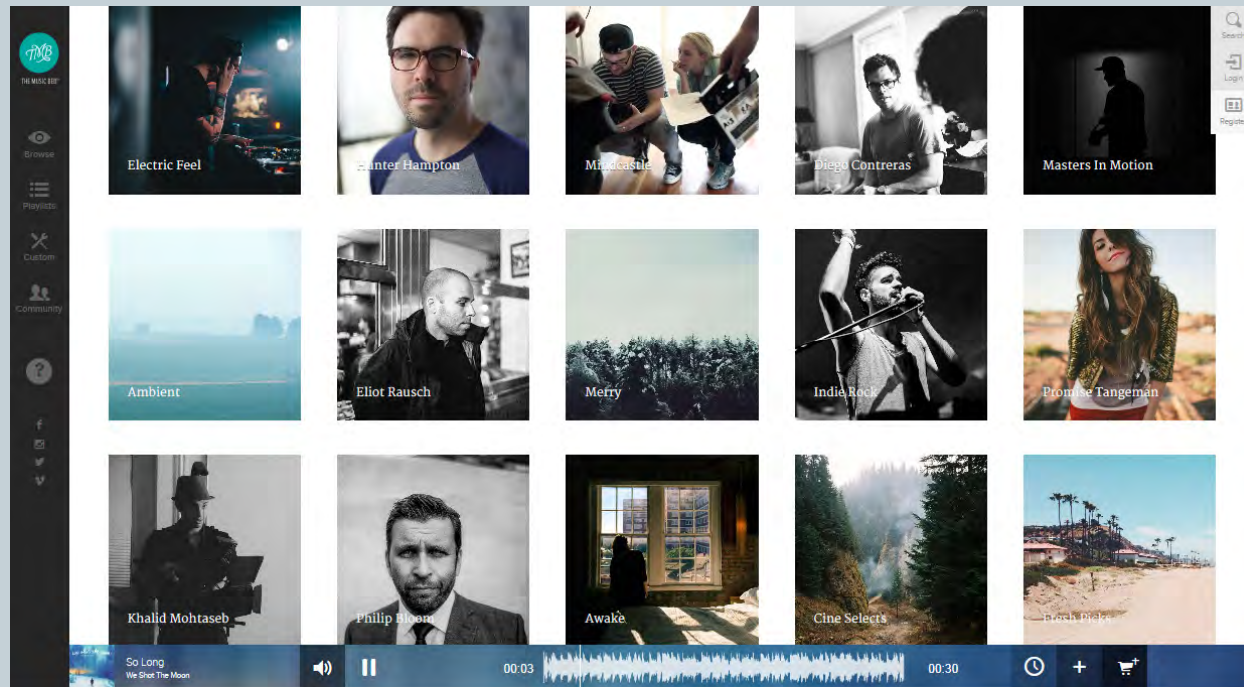 THE MUSIC BED
Browse
Playlists
Custom
Community
?
Search
Login
Register
Electric Feel
Hunter Hampton
Mindcastle
Diego Contreras
Masters In Motion
Ambient
Eliot Rausch
Merry
Indie Rock
Promise Tangeman
Khalid Mohtaseb
Philip Bloom
Awake
Cine Selects
Fresh Picks
So Long
We Shot The Moon
00:03
00:30